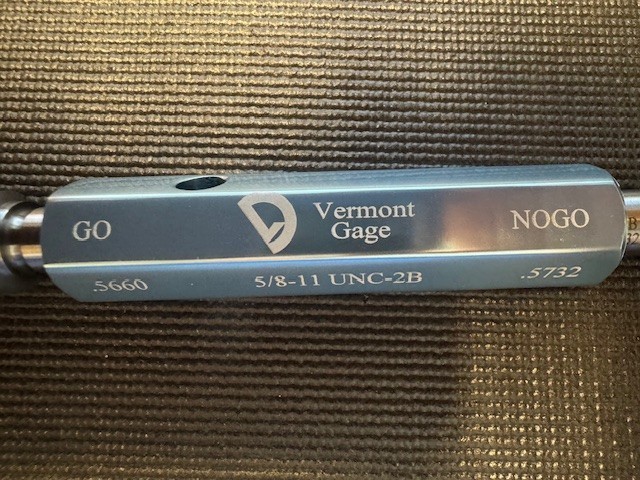 GO
Vermont
Gage
NOGO
.5660
5/8-11 UNC-2B
.5732